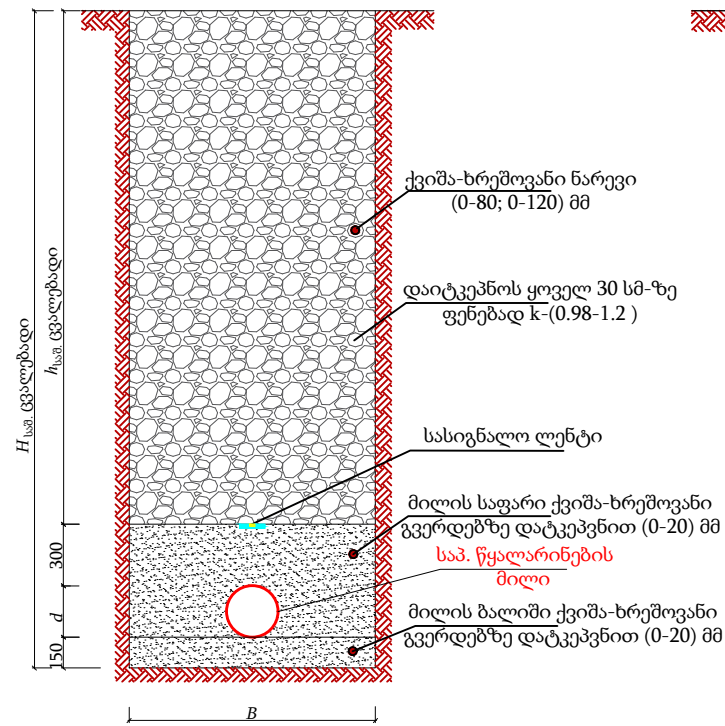 ქვიშა-ხრეშოვანი ნარევი
(0-80; 0-120) მმ
დაიტკეპნოს ყოველ 30 სმ-ზე
ფენებად k-(0.98-1.2 )
სასიგნალო ლენტი
მილის საფარი ქვიშა-ხრეშოვანი
გვერდებზე დატკეპვნით (0-20) მმ
საპ. წყალარინების
მილი
მილის ბალიში ქვიშა-ხრეშოვანი
გვერდებზე დატკეპვნით (0-20) მმ
H საშ. ცვალებადი
h საშ. ცვალებადი
300
d
150
B